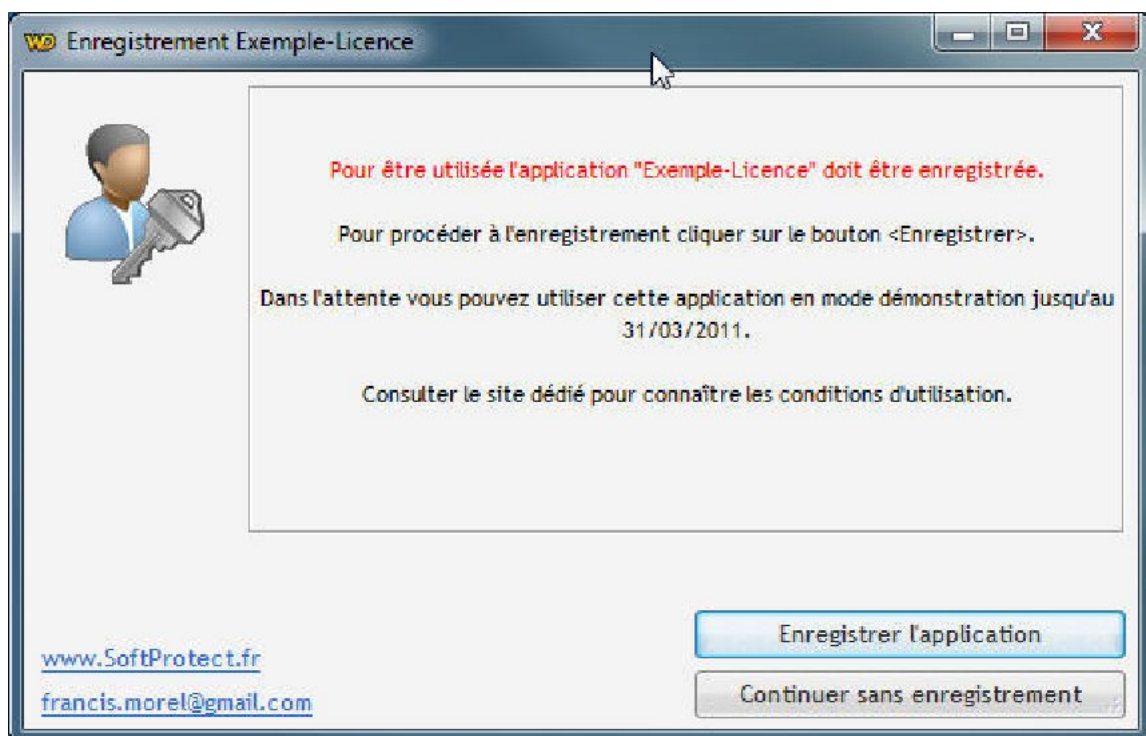 WD Enregistrement Exemple-Licence
Pour être utilisée l'application "Exemple-Licence" doit être enregistrée.
Pour procéder à l'enregistrement cliquer sur le bouton <Enregistrer>.
Dans l'attente vous pouvez utiliser cette application en mode démonstration jusqu'au
31/03/2011.
Consulter le site dédié pour connaître les conditions d'utilisation.
Enregistrer l'application
www.SoftProtect.fr
Continuer sans enregistrement
francis.morel@gmail.com